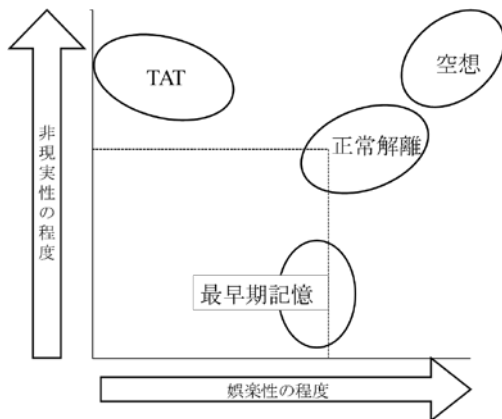 空想
TAT
正常解離
非現実性の程度
最早期記憶
娯楽性の程度